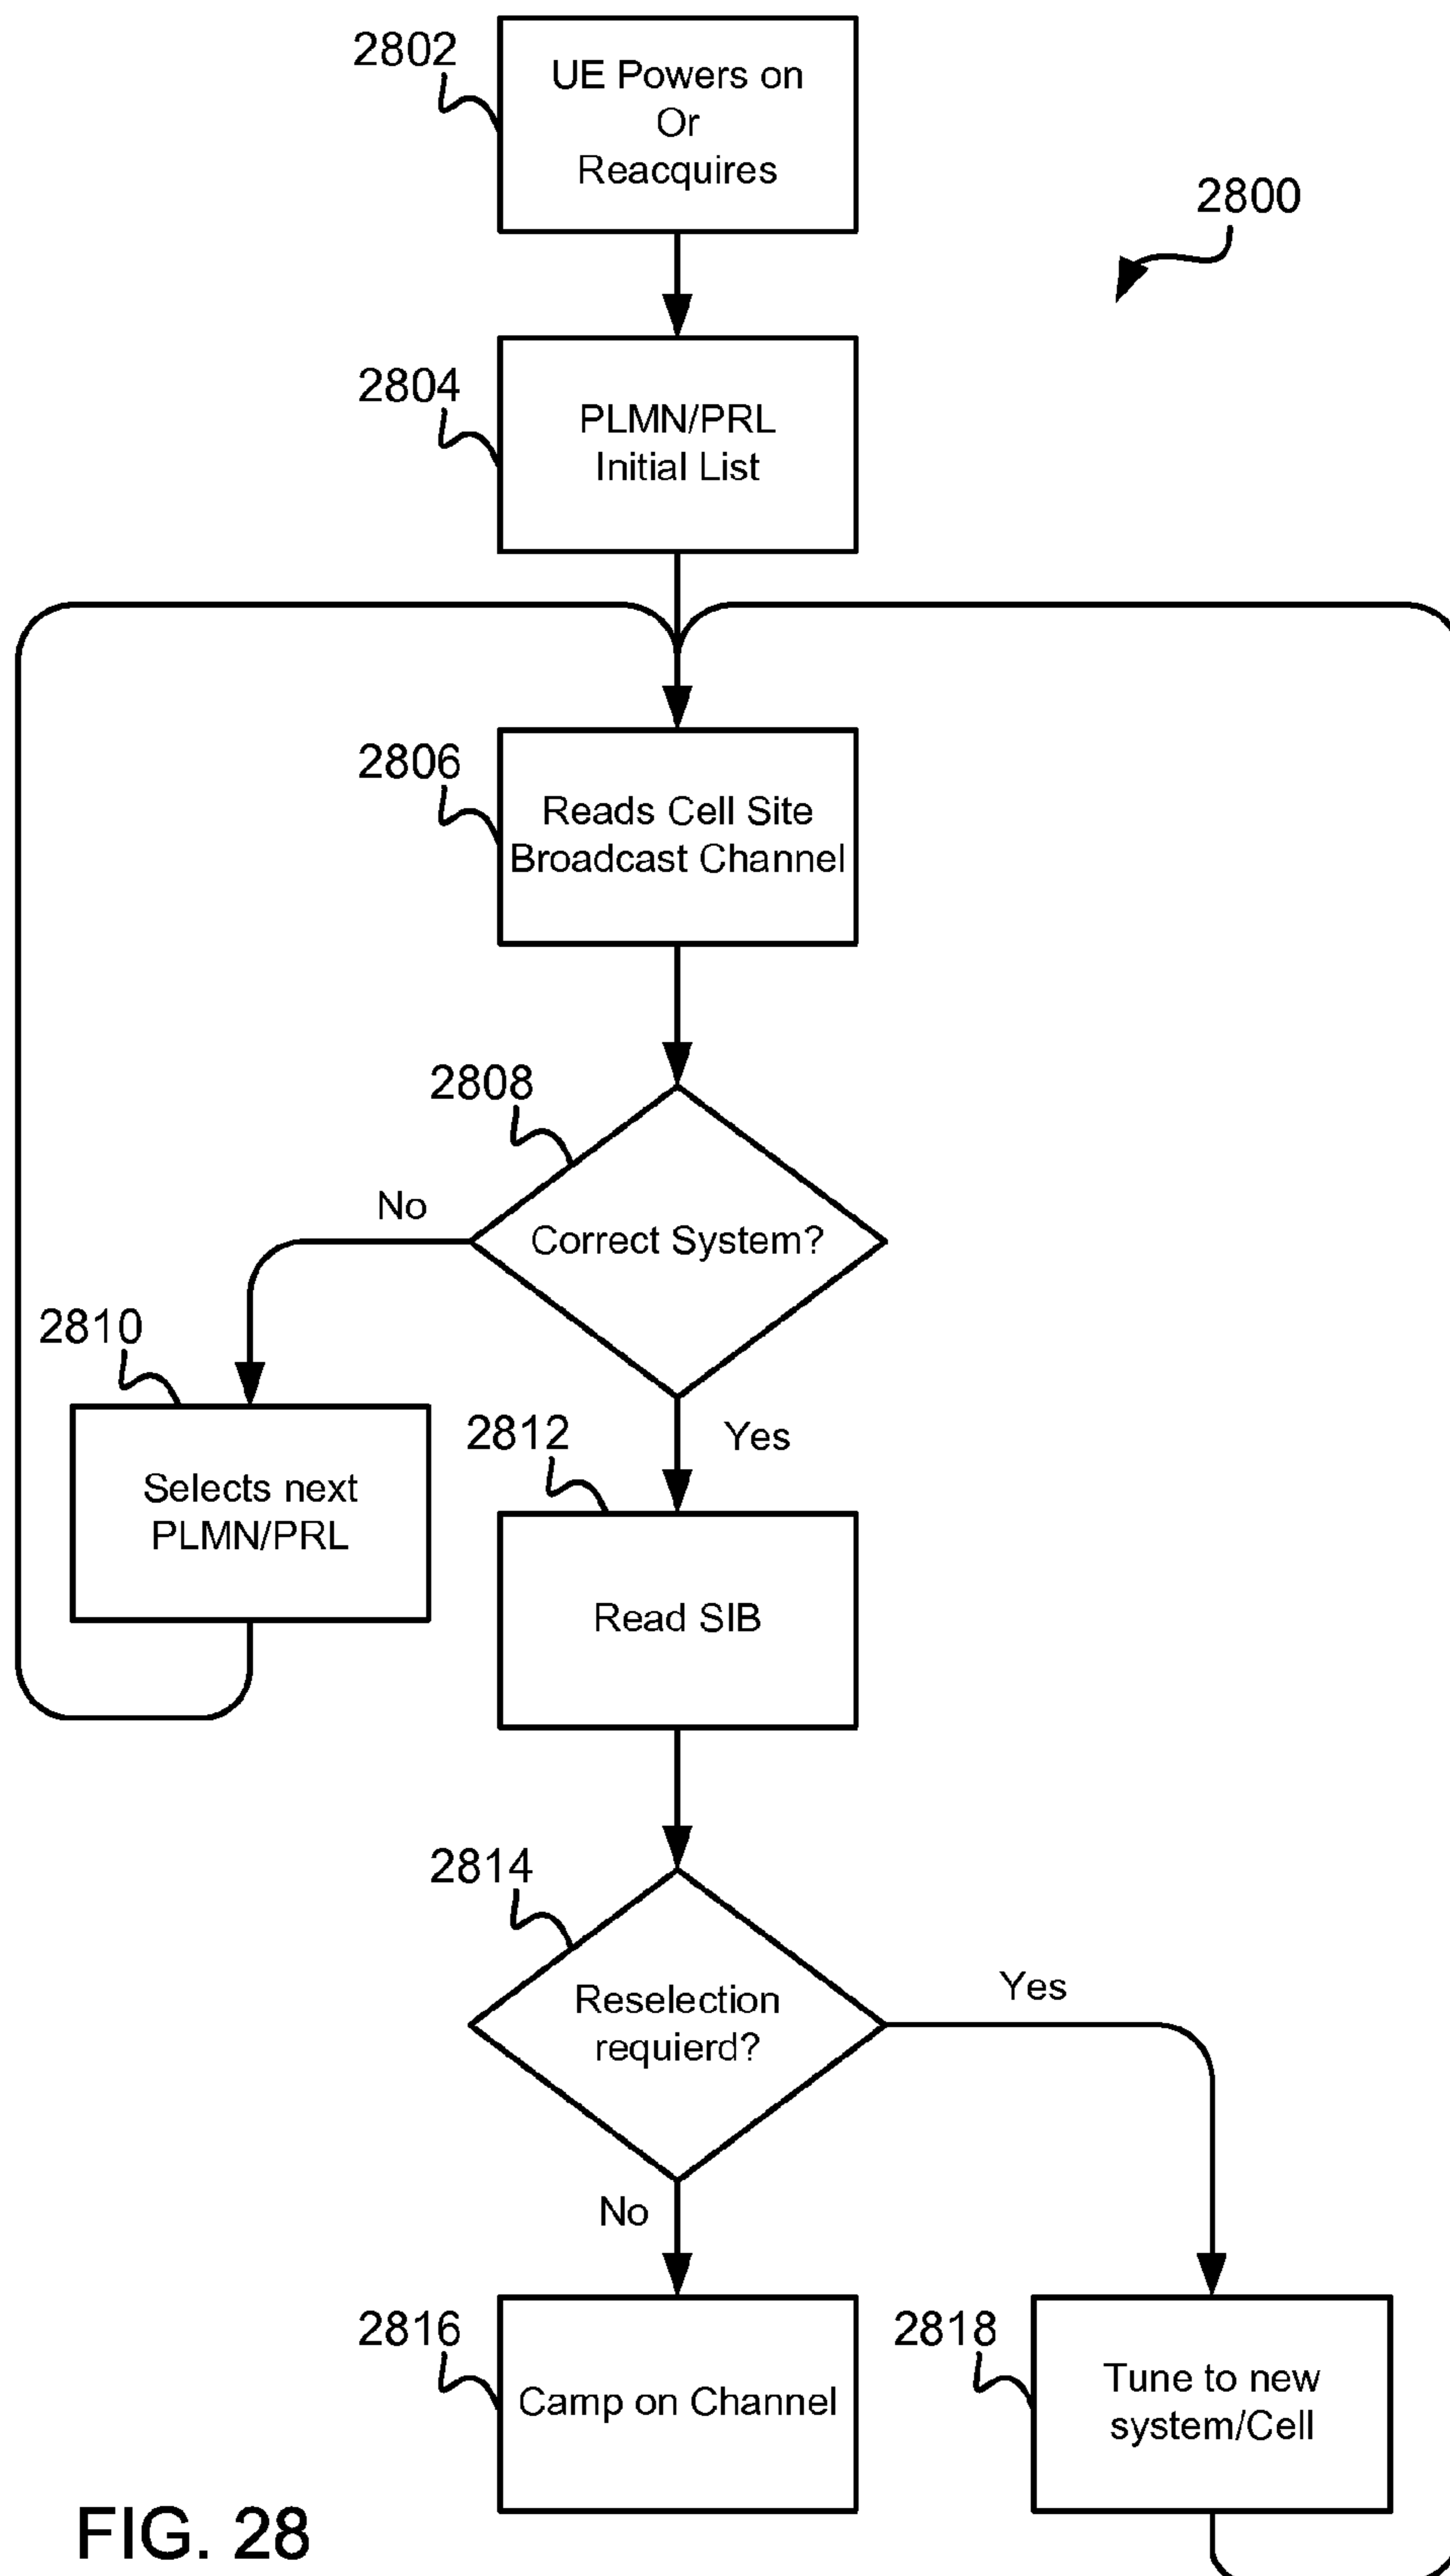 2802
UE Powers on
Or
Reacquires
2800
2804
PLMN/PRL
Initial List
2806
Reads Cell Site
Broadcast Channel
2808
No
Correct System?
2810
Selects next
PLMN/PRL
2812
Yes
Read SIB
2814
Reselection
requierd?
Yes
No
2816
Camp on Channel
2818
Tune to new
system/Cell
FIG. 28